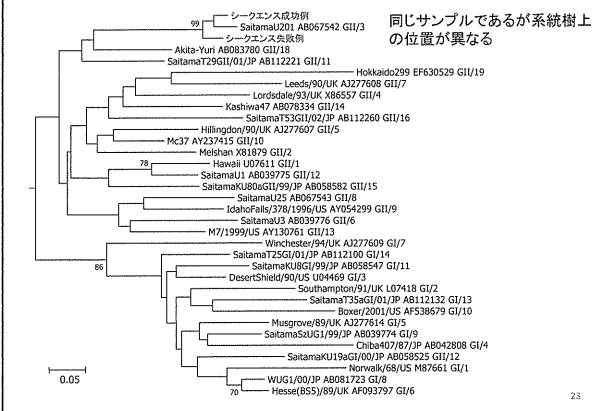 同じサンプルであるが系統樹上
の位置が異なる
99
シークエンス成功例
SaitamaU201 AB067542 GII/3
シークエンス失敗例
Akita-Yuri AB083780 GII/18
SaitamaT29GII/01/JP AB112221 GII/11
Hokkaido299 EF630529 GII/19
Leeds/90/UK AJ277608 GII/7
Lordsdale/93/UK X86557 GII/4
Kashiwa47 AB078334 GII/14
SaitamaT53GII/02/JP AB112260 GII/16
Hillingdon/90/UK AJ277607 GII/5
Mc37 AY237415 GII/10
Melshan X81879 GII/2
78
Hawaii U07611 GII/1
SaitamaU1 AB039775 GII/12
SaitamaKU80aGII/99/JP AB058582 GII/15
SaitamaU25 AB067543 GII/8
IdahoFalls/378/1996/US AY054299 GII/9
SaitamaU3 AB039776 GII/6
M7/1999/US AY130761 GII/13
86
Winchester/94/UK AJ277609 GI/7
SaitamaT25GI/01/JP AB112100 GI/14
SaitamaKU8GI/99/JP AB058547 GI/11
DesertShield/90/US U04469 GI/3
Southampton/91/UK L07418 GI/2
SaitamaT35aGI/01/JP AB112132 GI/13
Boxer/2001/US AF538679 GI/10
Musgrove/89/UK AJ277614 GI/5
SaitamaSzUG1/99/JP AB039774 GI/9
Chiba407/87/JP AB042808 GI/4
SaitamaKU19aGI/00/JP AB058525 GII/12
Norwalk/68/US M87661 GI/1
WUG1/00/JP AB081723 GI/8
70
Hesse(BS5)/89/UK AF093797 GI/6
0.05
23